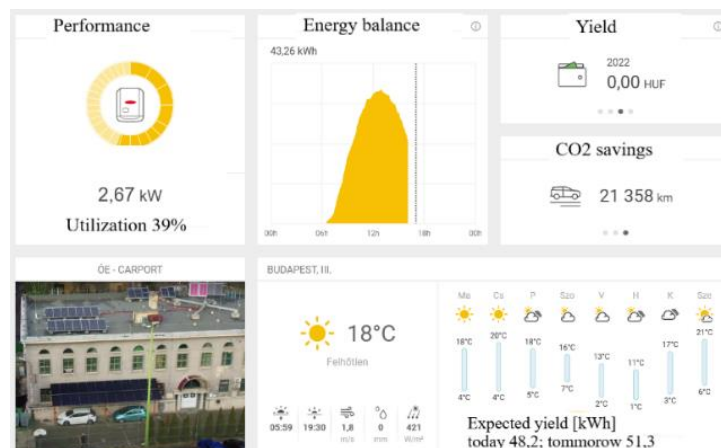 Performance
Energy balance
Yield
43,26 kWh
2022
0,00 HUF
CO2 savings
2,67 kW
21 358 km
Utilization 39%
00h 06h 12h 18h 00h
ÓE - CARPORT
BUDAPEST, III.
Ma Cs P Szo V H K Sze
18°C
Felhőtlen
18°C 20°C 18°C 16°C 13°C 11°C 17°C 21°C
4°C 4°C 5°C 7°C 2°C 1°C 3°C 6°C
05:59 19:30 1,8 0 421
m/s mm W/m²
Expected yield [kWh]
today 48,2; tommorow 51,3